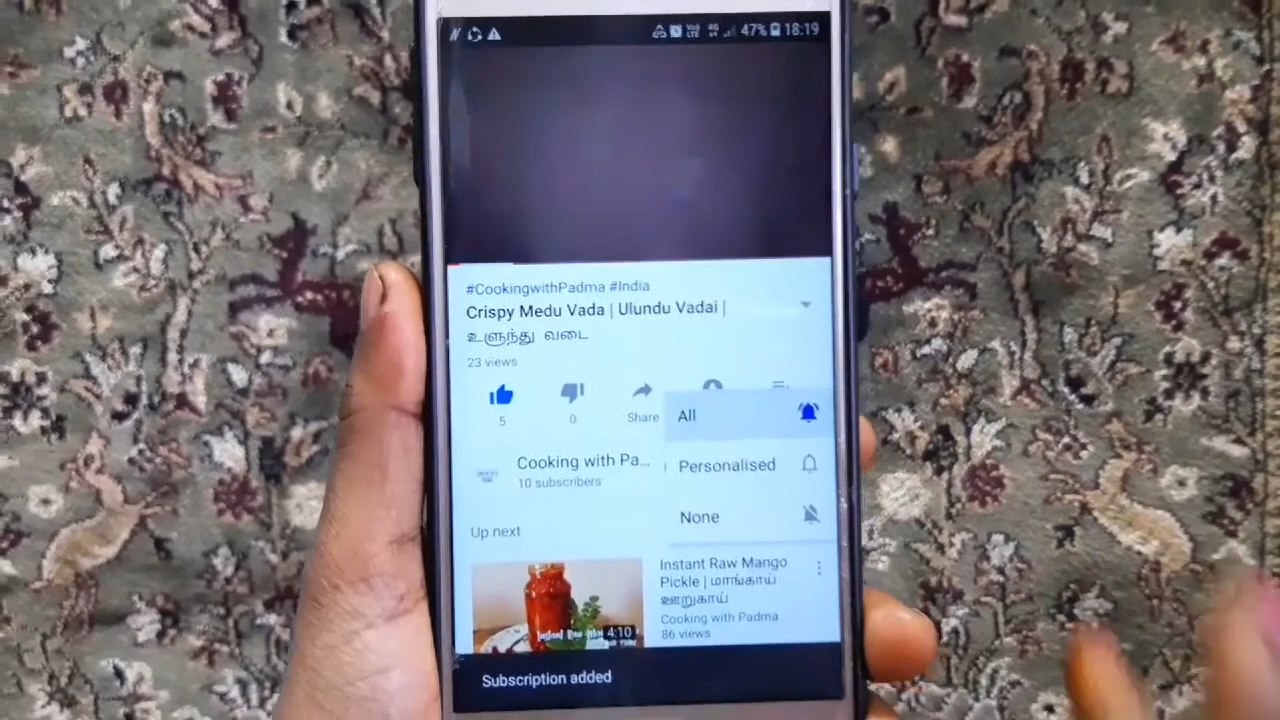 47% 18:19
#CookingwithPadma #India
Crispy Medu Vada | Ulundu Vadai |
உளுந்து வடை
23 views
5
0
Share
All
Cooking with Pa...
10 subscribers
Personalised
None
Up next
Instant Raw Mango
Pickle | மாங்காய்
ஊறுகாய்
Cooking with Padma
86 views
Instant Raw
4:10
Subscription added